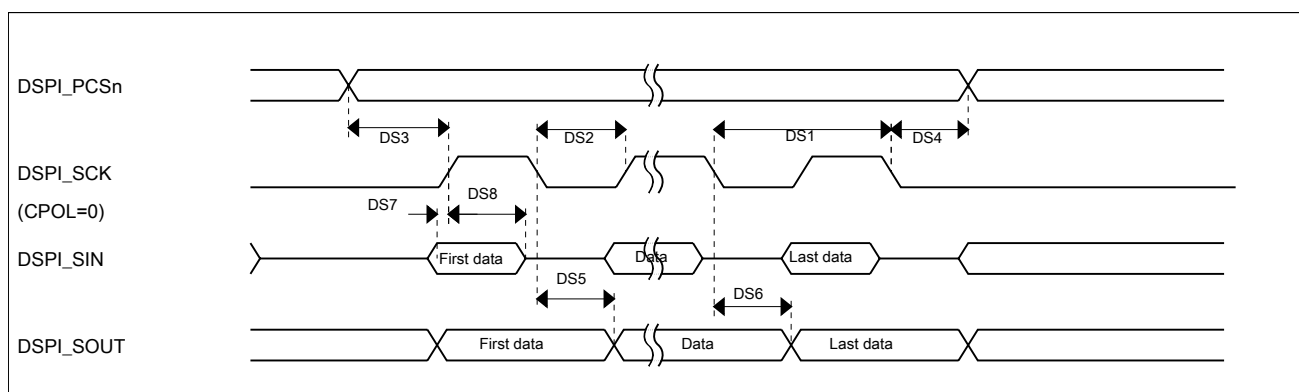 DSPI_PCSn
DS3
DS2
DS1
DS4
DSPI_SCK
(CPOL=0)
DS7
DS8
DSPI_SIN
First data
Data
Last data
DS5
DS6
DSPI_SOUT
First data
Data
Last data